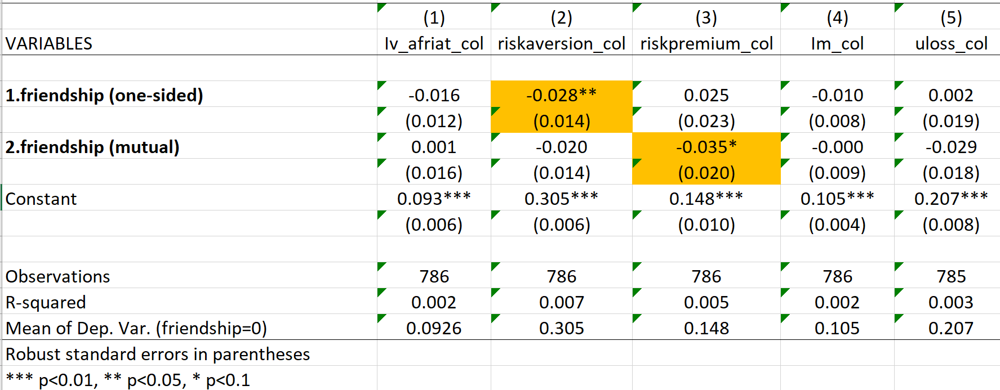 (1) (2) (3) (4) (5)
VARIABLES Iv_afriat_col riskaversion_col riskpremium_col Im_col uloss_col
1.friendship (one-sided) -0.016 -0.028** 0.025 -0.010 0.002
(0.012) (0.014) (0.023) (0.008) (0.019)
2.friendship (mutual) 0.001 -0.020 -0.035* -0.000 -0.029
(0.016) (0.014) (0.020) (0.009) (0.018)
Constant 0.093*** 0.305*** 0.148*** 0.105*** 0.207***
(0.006) (0.006) (0.010) (0.004) (0.008)
Observations 786 786 786 786 785
R-squared 0.002 0.007 0.005 0.002 0.003
Mean of Dep. Var. (friendship=0) 0.0926 0.305 0.148 0.105 0.207
Robust standard errors in parentheses
*** p<0.01, ** p<0.05, * p<0.1